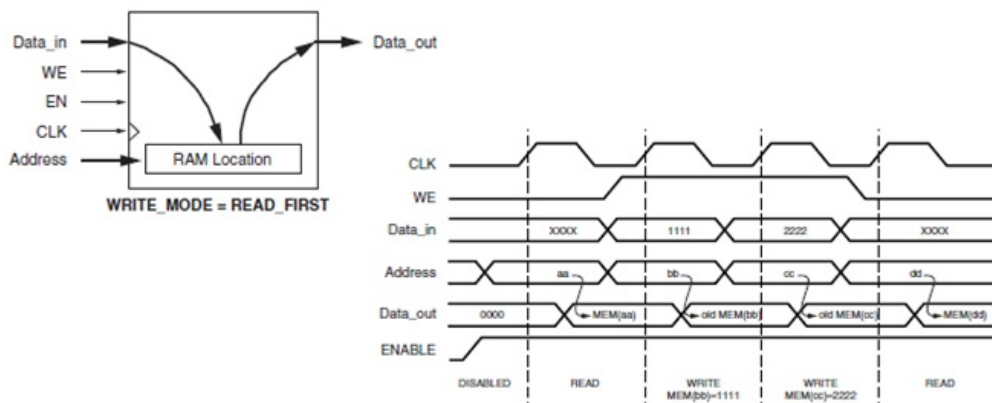 Data_in
Data_out
WE
EN
CLK
Address
RAM Location
WRITE_MODE = READ_FIRST
CLK
WE
Data_in XXXX 1111 2222 XXXX
Address aa bb cc dd
Data_out 0000 MEM(aa) old MEM(bb) old MEM(cc) MEM(dd)
ENABLE
DISABLED READ WRITE WRITE READ
MEM(bb)=1111 MEM(cc)=2222